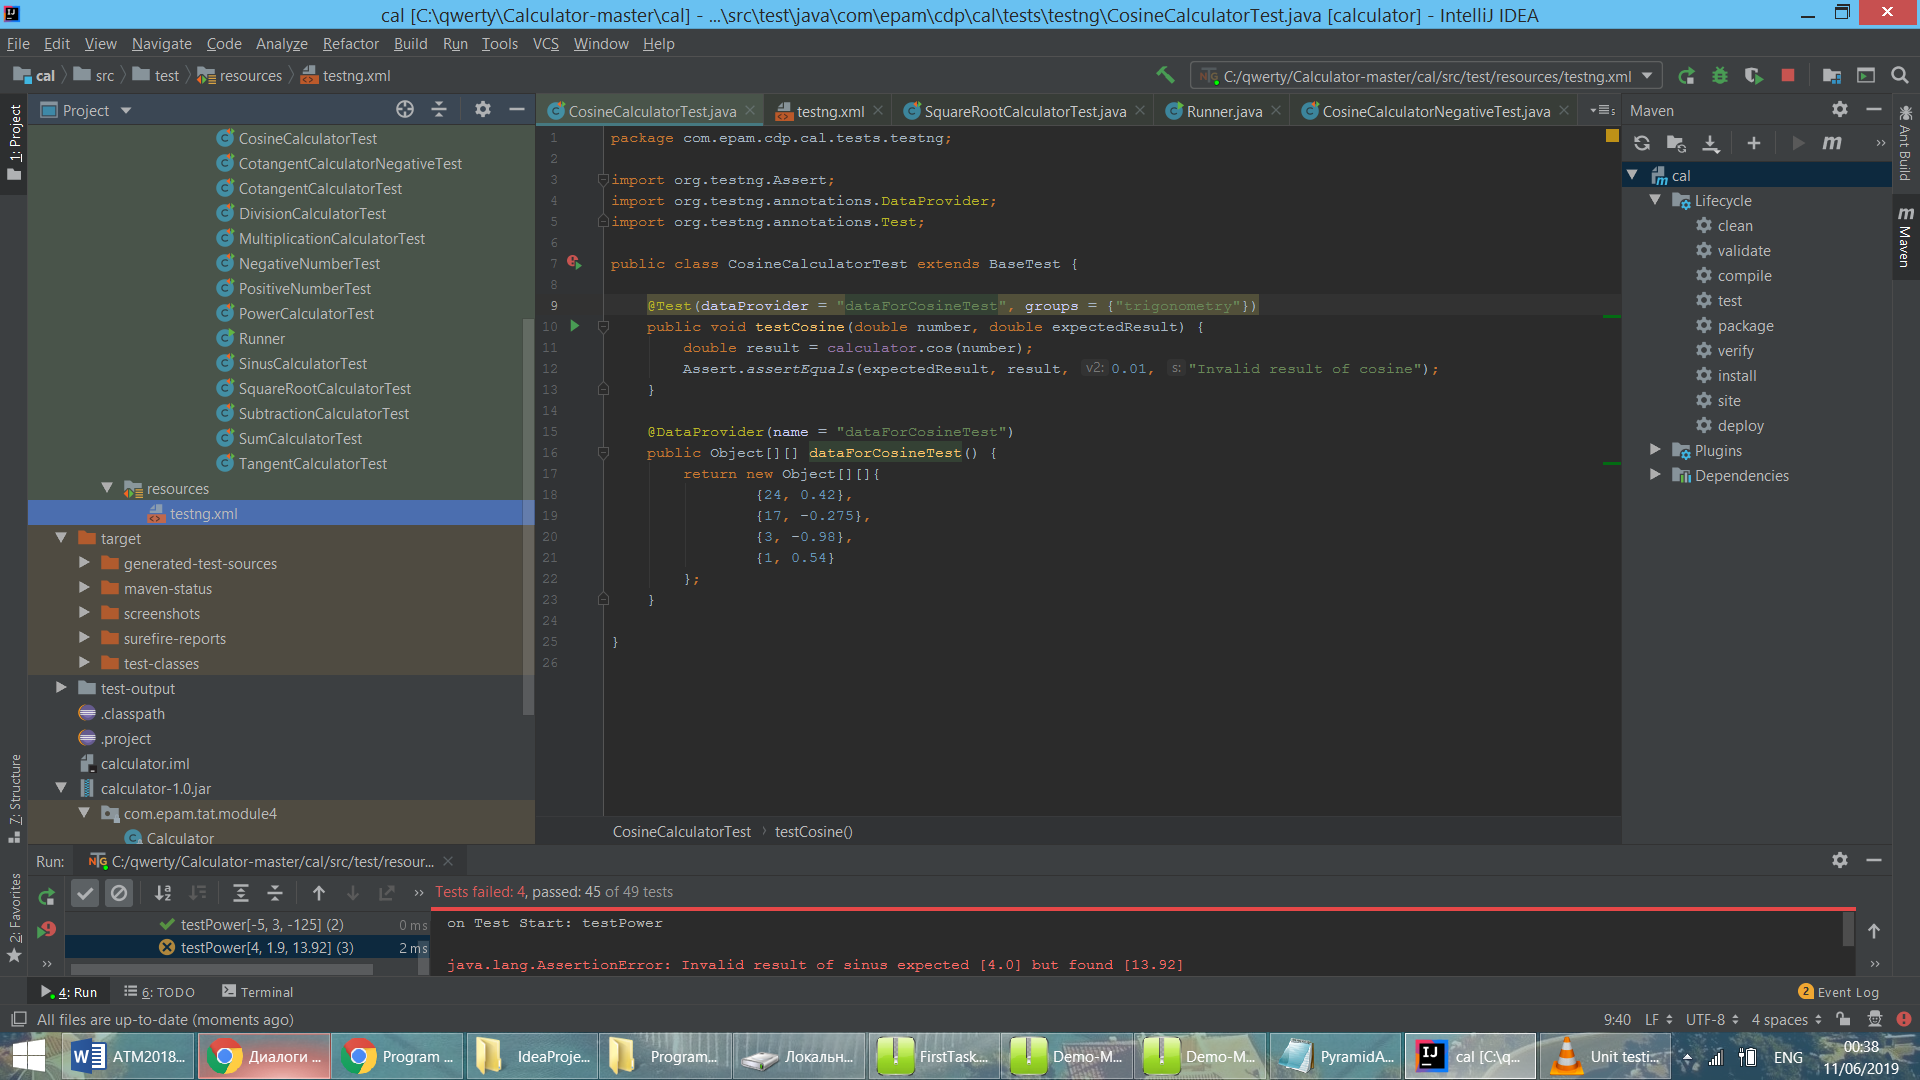 cal [C:\qwerty\Calculator-master\cal] - ...\src\test\java\com\epam\cdp\cal\tests\testng\CosineCalculatorTest.java [calculator] - IntelliJ IDEA
File Edit View Navigate Code Analyze Refactor Build Run Tools VCS Window Help
cal src test resources testng.xml
C:/qwerty/Calculator-master/cal/src/test/resources/testng.xml
1: Project
Z: Structure
2: Favorites
Project
CosineCalculatorTest
CotangentCalculatorNegativeTest
CotangentCalculatorTest
DivisionCalculatorTest
MultiplicationCalculatorTest
NegativeNumberTest
PositiveNumberTest
PowerCalculatorTest
Runner
SinusCalculatorTest
SquareRootCalculatorTest
SubtractionCalculatorTest
SumCalculatorTest
TangentCalculatorTest
resources
testng.xml
target
generated-test-sources
maven-status
screenshots
surefire-reports
test-classes
test-output
.classpath
.project
calculator.iml
calculator-1.0.jar
com.epam.tat.module4
Calculator
CosineCalculatorTest.java testng.xml SquareRootCalculatorTest.java Runner.java CosineCalculatorNegativeTest.java
1 package com.epam.cdp.cal.tests.testng;
2
3 import org.testng.Assert;
4 import org.testng.annotations.DataProvider;
5 import org.testng.annotations.Test;
6
7 public class CosineCalculatorTest extends BaseTest {
8
9 @Test(dataProvider = "dataForCosineTest", groups = {"trigonometry"})
10 public void testCosine(double number, double expectedResult) {
11 double result = calculator.cos(number);
12 Assert.assertEquals(expectedResult, result, v2: 0.01, s: "Invalid result of cosine");
13 }
14
15 @DataProvider(name = "dataForCosineTest")
16 public Object[][] dataForCosineTest() {
17 return new Object[][]{
18 {24, 0.42},
19 {17, -0.275},
20 {3, -0.98},
21 {1, 0.54}
22 };
23 }
24
25 }
26
CosineCalculatorTest › testCosine()
Maven
cal
Lifecycle
clean
validate
compile
test
package
verify
install
site
deploy
Plugins
Dependencies
Ant Build
Maven
Run: C:/qwerty/Calculator-master/cal/src/test/resour...
Tests failed: 4, passed: 45 of 49 tests
testPower[-5, 3, -125] (2) 0 ms
testPower[4, 1.9, 13.92] (3) 2 ms
on Test Start: testPower
java.lang.AssertionError: Invalid result of sinus expected [4.0] but found [13.92]
4: Run 6: TODO Terminal
2 Event Log
All files are up-to-date (moments ago)
9:40 LF UTF-8 4 spaces
ATM2018... Диалоги ... Program ... IdeaProje... Program... Локальн... FirstTask.... Demo-M... Demo-M... PyramidA... cal [C:\q... Unit testi...
ENG
00:38
11/06/2019